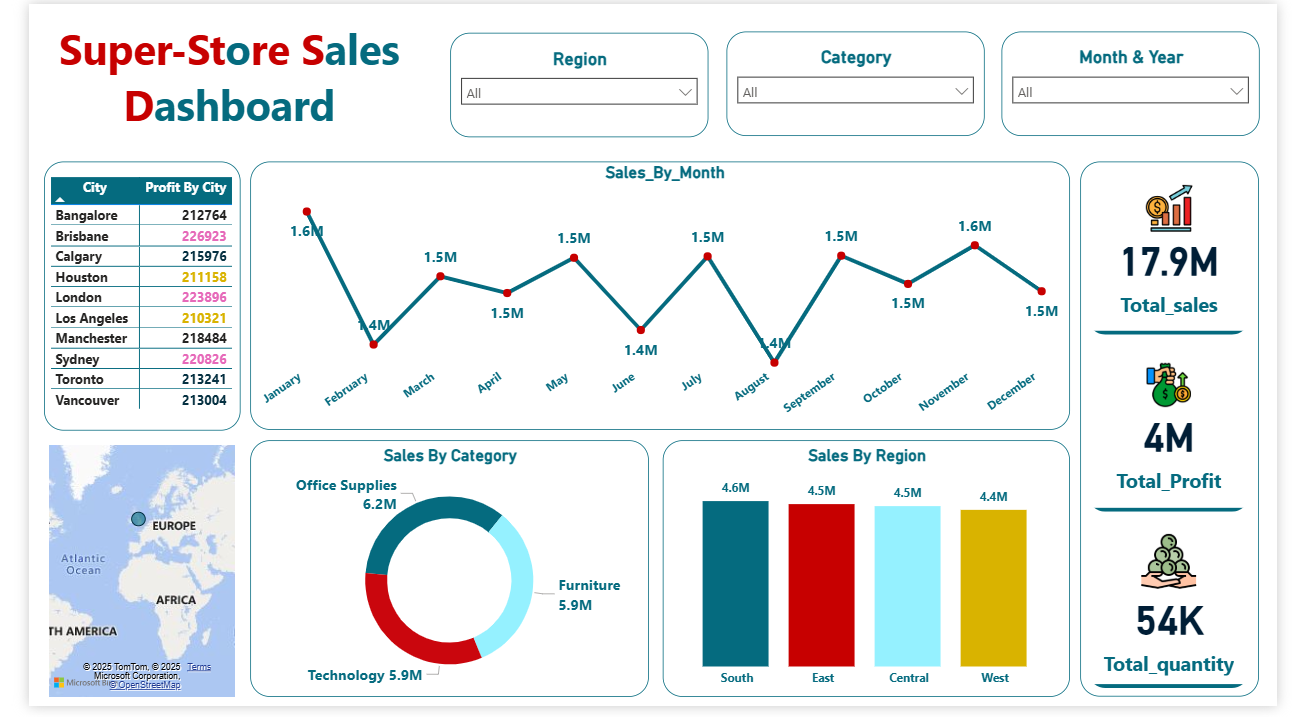 Super-Store Sales
Dashboard
Region
All
Category
All
Month & Year
All
City Profit By City
Bangalore 212764
Brisbane 226923
Calgary 215976
Houston 211158
London 223896
Los Angeles 210321
Manchester 218484
Sydney 220826
Toronto 213241
Vancouver 213004
Sales_By_Month
1.6M
1.4M
1.5M
1.5M
1.5M
1.4M
1.5M
1.4M
1.5M
1.5M
1.6M
1.5M
January
February
March
April
May
June
July
August
September
October
November
December
17.9M
Total_sales
4M
Total_Profit
54K
Total_quantity
EUROPE
Atlantic
Ocean
AFRICA
TH AMERICA
© 2025 TomTom, © 2025 Terms
Microsoft Corporation,
Microsoft Bi
© OpenStreetMap
Sales By Category
Office Supplies
6.2M
Furniture
5.9M
Technology 5.9M
Sales By Region
4.6M
4.5M
4.5M
4.4M
South
East
Central
West